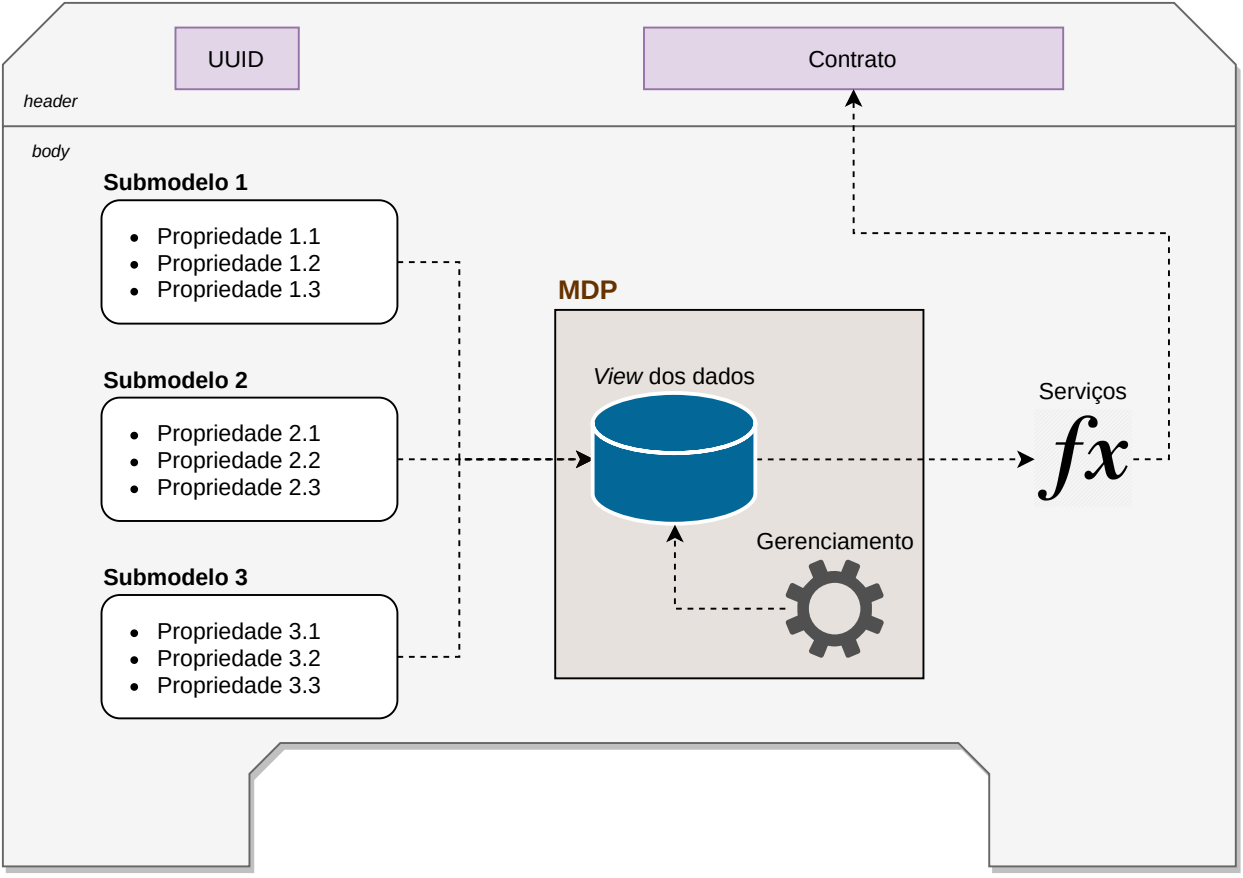 UUID
Contrato
header
body
Submodelo 1
• Propriedade 1.1
• Propriedade 1.2
• Propriedade 1.3
Submodelo 2
• Propriedade 2.1
• Propriedade 2.2
• Propriedade 2.3
Submodelo 3
• Propriedade 3.1
• Propriedade 3.2
• Propriedade 3.3
MDP
View dos dados
Gerenciamento
Serviços
fx